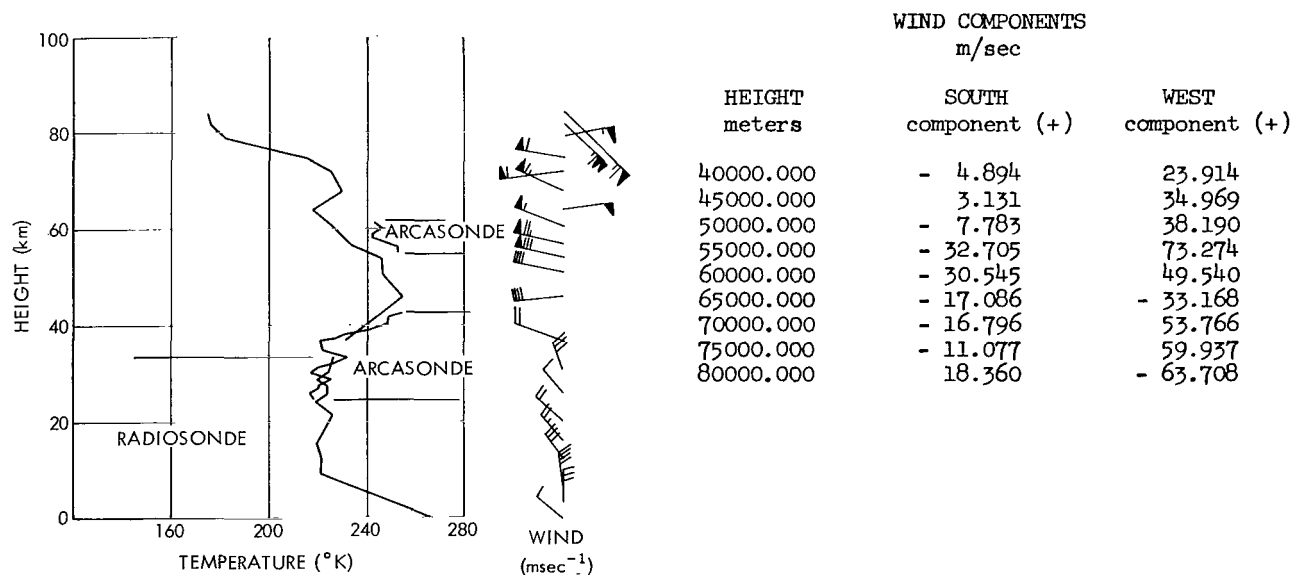 100
80
60
40
20
0
HEIGHT (km)
ARCASONDE
ARCASONDE
RADIOSONDE
160 200 240 280
TEMPERATURE (°K)
WIND
(msec⁻¹
WIND COMPONENTS
m/sec
HEIGHT SOUTH WEST
meters component (+) component (+)
40000.000 - 4.894 23.914
45000.000 3.131 34.969
50000.000 - 7.783 38.190
55000.000 - 32.705 73.274
60000.000 - 30.545 49.540
65000.000 - 17.086 - 33.168
70000.000 - 16.796 53.766
75000.000 - 11.077 59.937
80000.000 18.360 - 63.708